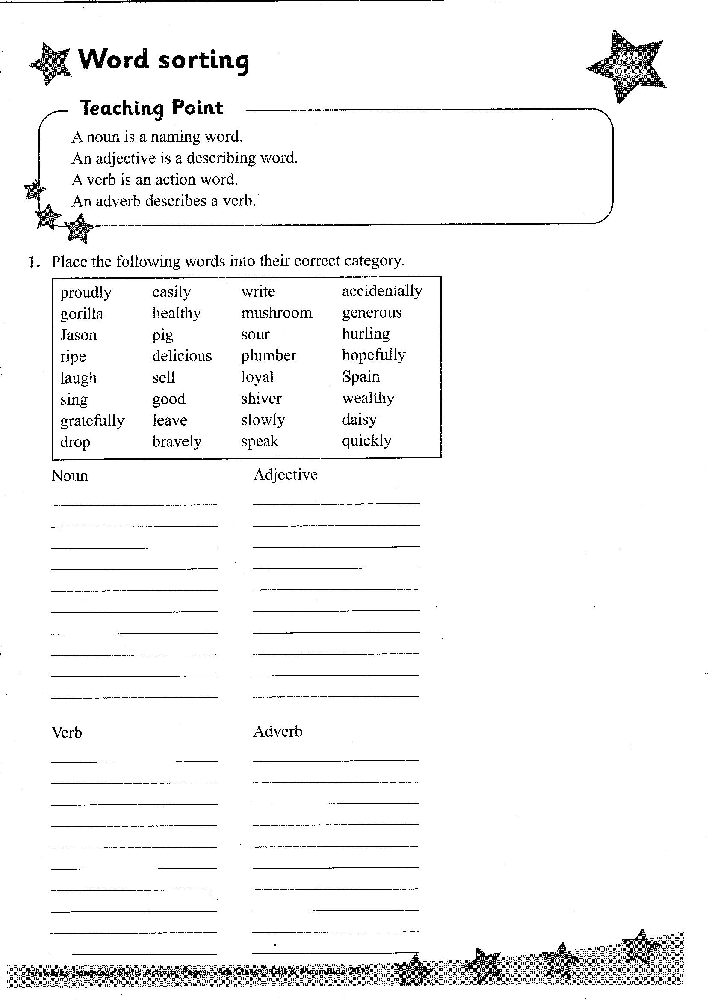 Word sorting
4th
Class
Teaching Point
A noun is a naming word.
An adjective is a describing word.
A verb is an action word.
An adverb describes a verb.
1. Place the following words into their correct category.
proudly easily write accidentally
gorilla healthy mushroom generous
Jason pig sour hurling
ripe delicious plumber hopefully
laugh sell loyal Spain
sing good shiver wealthy
gratefully leave slowly daisy
drop bravely speak quickly
Noun Adjective
Verb Adverb
Fireworks Language Skills Activity Pages – 4th Class © Gill & Macmillan 2013